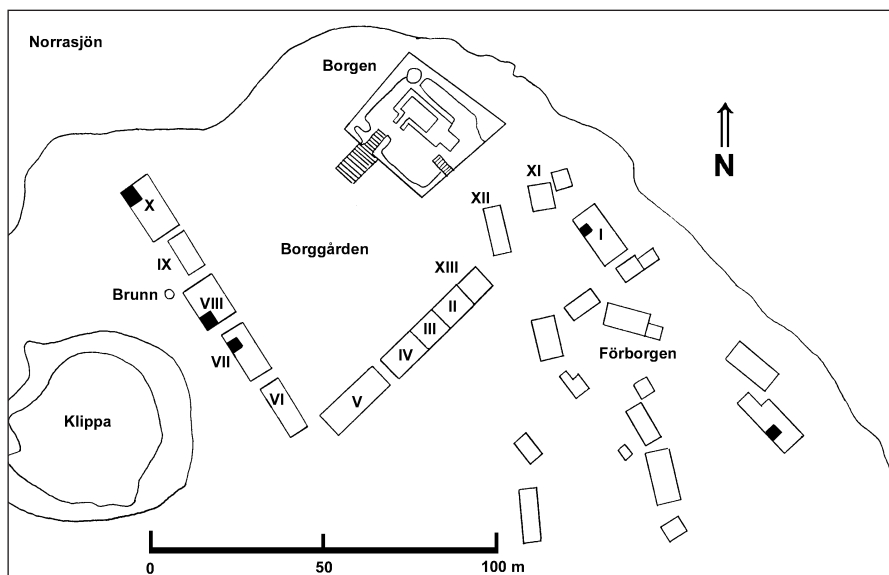 Norrasjön
Borgen
N
XI
XII
X
I
IX
Borggården
XIII
Brunn
VIII
II
III
IV
VII
Förborgen
VI
V
Klippa
0
50
100 m